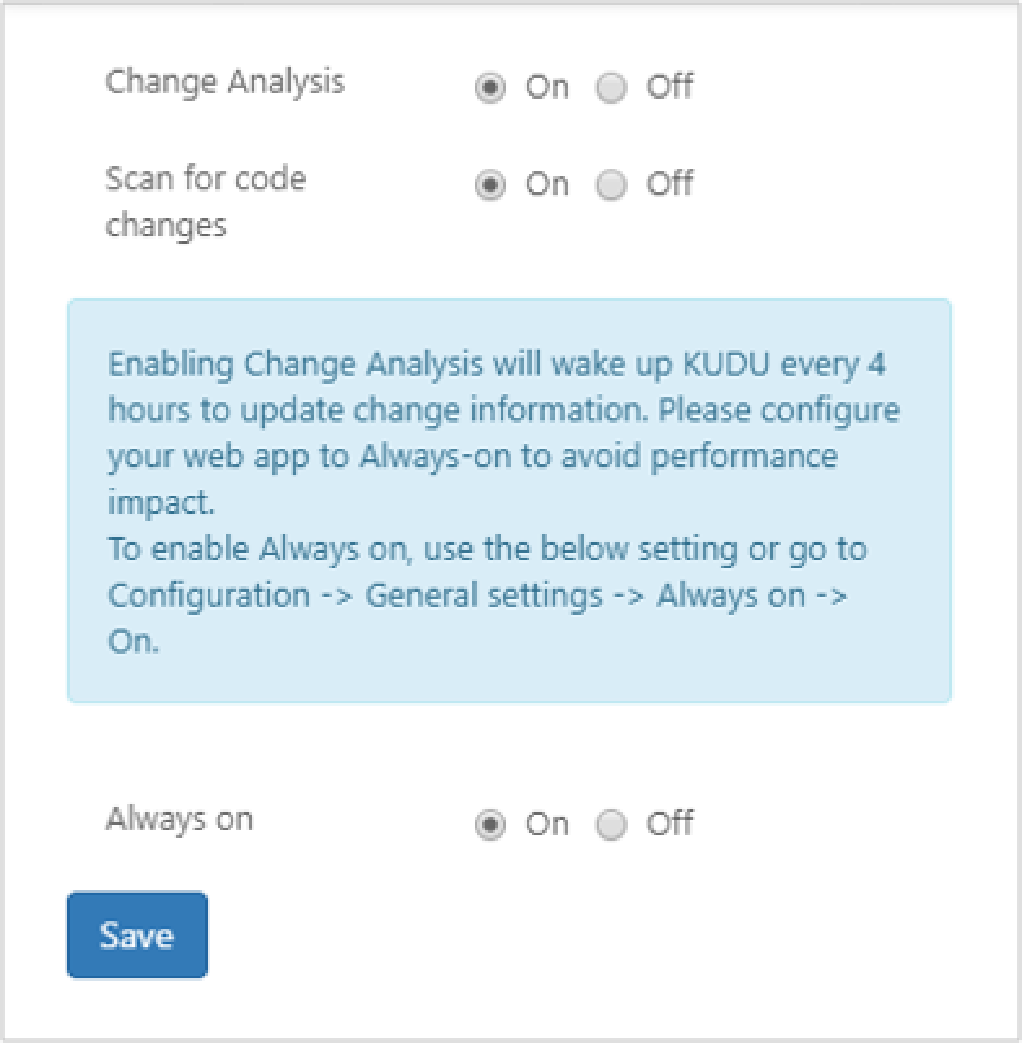 Change Analysis On Off
Scan for code On Off
changes
Enabling Change Analysis will wake up KUDU every 4
hours to update change information. Please configure
your web app to Always-on to avoid performance
impact.
To enable Always on, use the below setting or go to
Configuration -> General settings -> Always on ->
On.
Always on On Off
Save